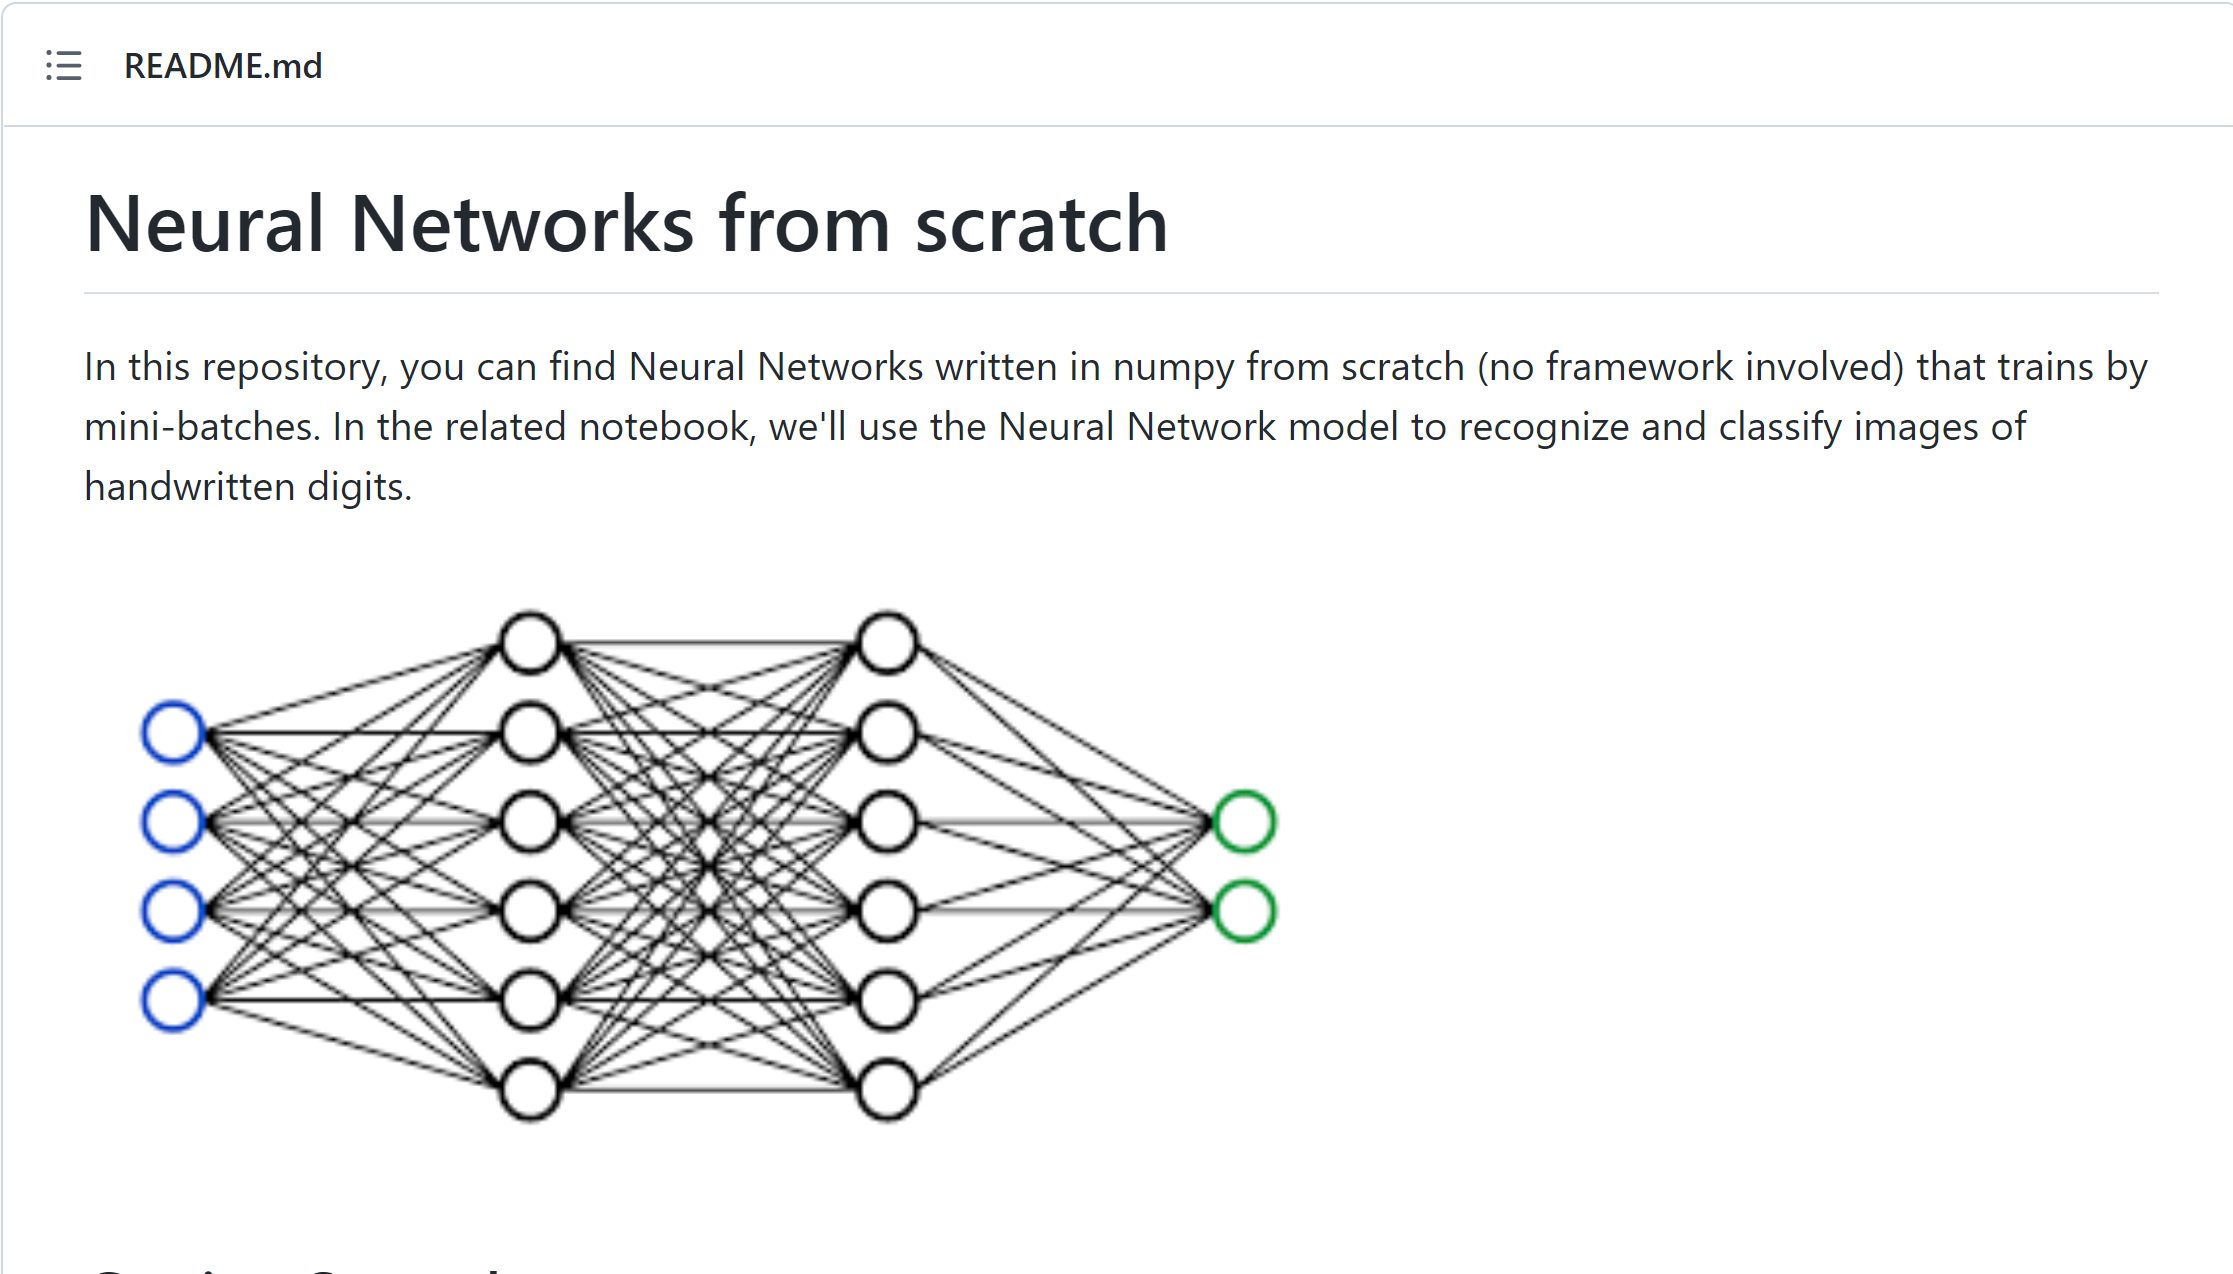 README.md
Neural Networks from scratch
In this repository, you can find Neural Networks written in numpy from scratch (no framework involved) that trains by
mini-batches. In the related notebook, we'll use the Neural Network model to recognize and classify images of
handwritten digits.